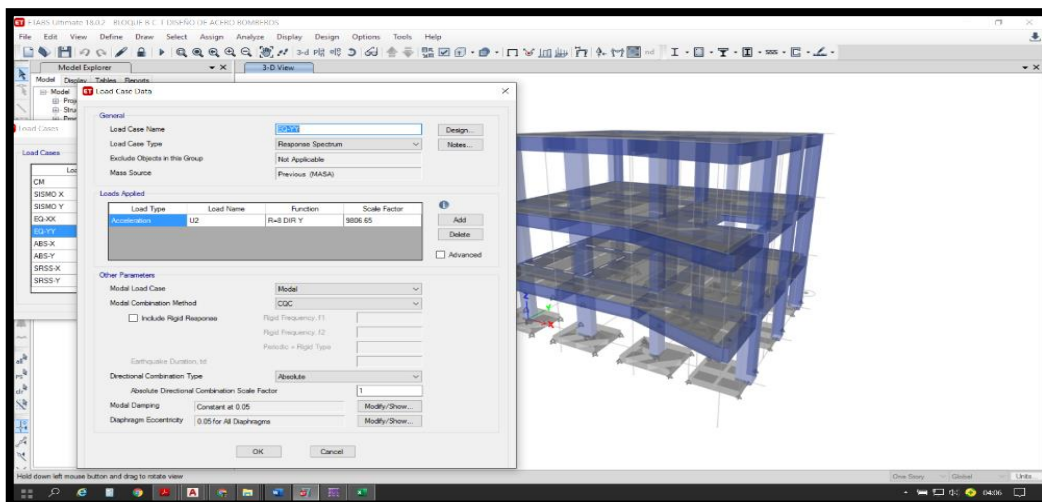 ETABS Ultimate 18.0.2 - BLOQUE B C. T DISEÑO DE ACERO BOMBEROS
File Edit View Define Draw Select Assign Analyze Display Design Options Tools Help
Model Explorer
3-D View
Model Display Tables Reports
Model
Load Case Data
Load Cases
Load Cases
CM
SISMO X
SISMO Y
EQ-XX
EQ-YY
ABS-X
ABS-Y
SRSS-X
SRSS-Y
General
Load Case Name EQ-YY Design...
Load Case Type Response Spectrum Notes...
Exclude Objects in this Group Not Applicable
Mass Source Previous (MASA)
Loads Applied
Load Type Load Name Function Scale Factor
Acceleration U2 R=8 DIR Y 9806.65
Add
Delete
Advanced
Other Parameters
Modal Load Case Modal
Modal Combination Method CQC
Include Rigid Response Rigid Frequency, f1
Rigid Frequency, f2
Periodic + Rigid Type
Earthquake Duration, td
Directional Combination Type Absolute
Absolute Directional Combination Scale Factor 1
Modal Damping Constant at 0.05 Modify/Show...
Diaphragm Eccentricity 0.05 for All Diaphragms Modify/Show...
OK Cancel
Z
Y
X
Hold down left mouse button and drag to rotate view
One Story Global Units...
04:06